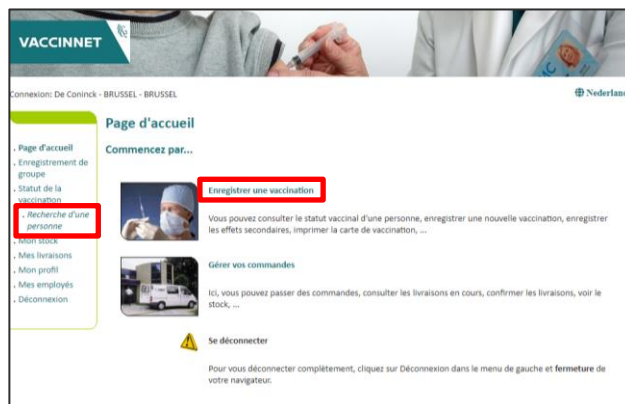 VACCINNET
Connexion: De Coninck - BRUSSEL - BRUSSEL
Nederland
Page d'accueil
Commencez par...
. Page d'accueil
. Enregistrement de
groupe
. Statut de la
vaccination
. Recherche d'une
personne
. Mon stock
. Mes livraisons
. Mon profil
. Mes employés
. Déconnexion
Enregistrer une vaccination
Vous pouvez consulter le statut vaccinal d'une personne, enregistrer une nouvelle vaccination, enregistrer
les effets secondaires, imprimer la carte de vaccination, ...
Gérer vos commandes
Ici, vous pouvez passer des commandes, consulter les livraisons en cours, confirmer les livraisons, voir le
stock, ...
Se déconnecter
Pour vous déconnecter complètement, cliquez sur Déconnexion dans le menu de gauche et fermeture de
votre navigateur.